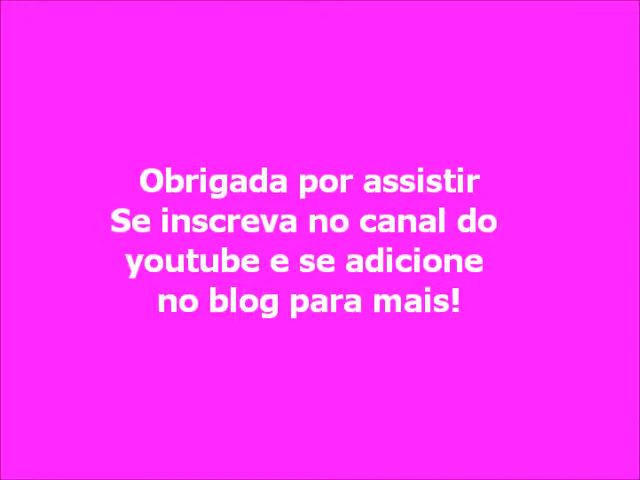 Obrigada por assistir
Se inscreva no canal do
youtube e se adicione
no blog para mais!